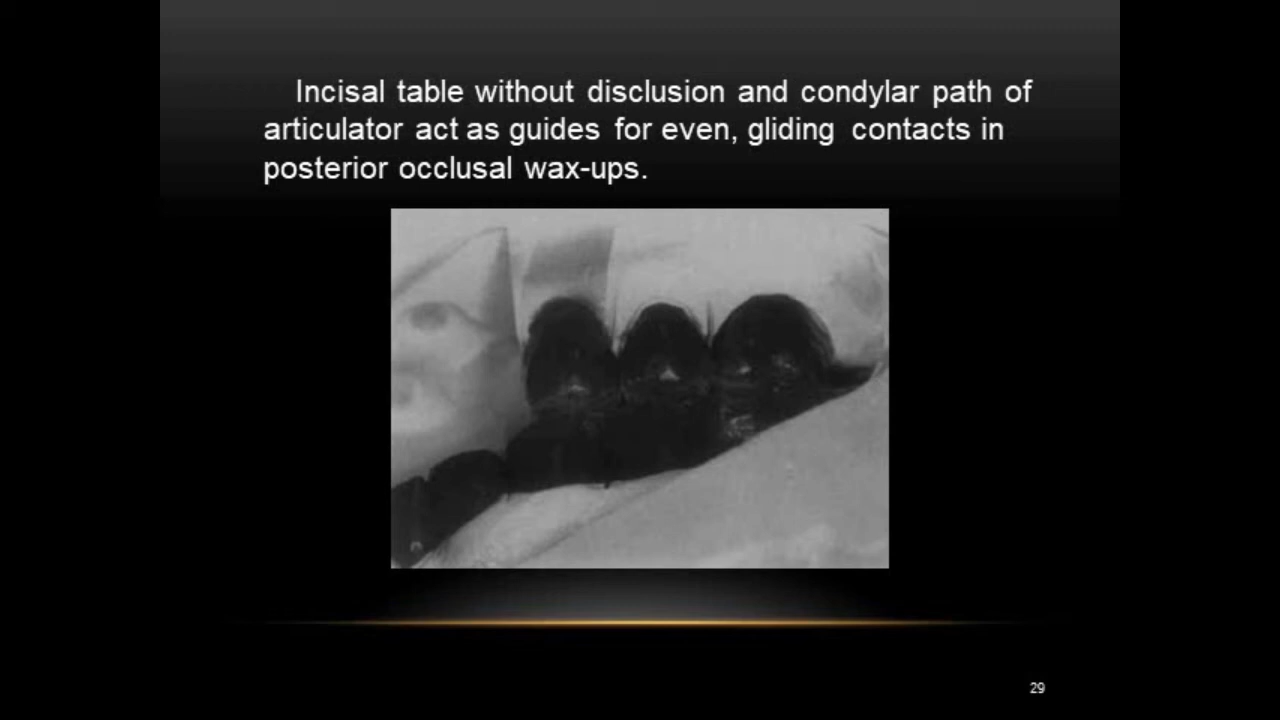 Incisal table without disclusion and condylar path of
articulator act as guides for even, gliding contacts in
posterior occlusal wax-ups.
29